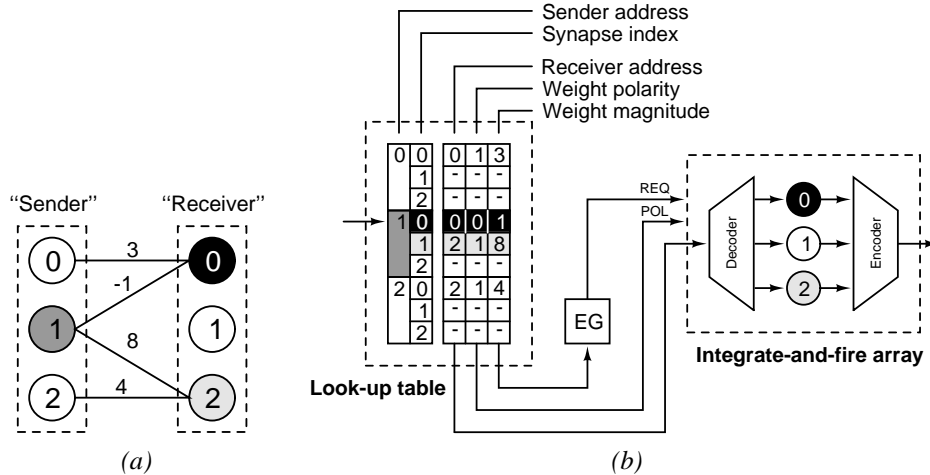 Sender address
Synapse index
Receiver address
Weight polarity
Weight magnitude
"Sender" "Receiver"
0 3 0
-1
1 1
8
2 4 2
(a)
0 0 0 1 3
1 - - -
2 - - -
1 0 0 0 1
1 2 1 8
2 - - -
2 0 2 1 4
1 - - -
2 - - -
Look-up table
EG
REQ
POL
Decoder
0
1
2
Encoder
Integrate-and-fire array
(b)